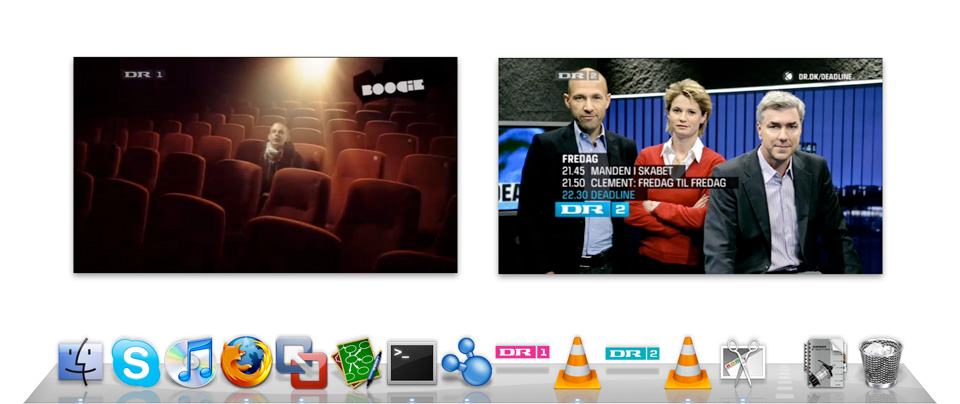 DR 1
BOOGiE
DR 2
DR.DK/DEADLINE
DEADL
FREDAG
21.45 MANDEN I SKABET
21.50 CLEMENT: FREDAG TIL FREDAG
22.30 DEADLINE
DR 2
>_
DR 1
DR 2